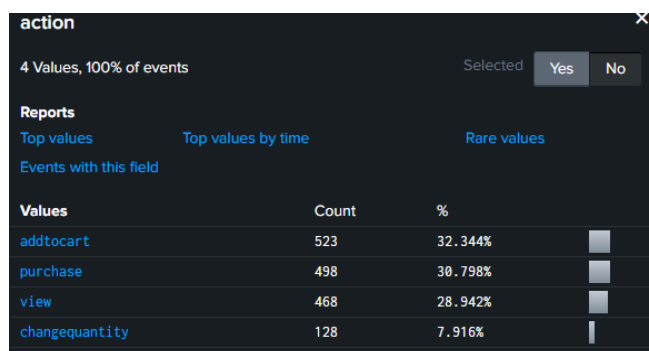 action ×
4 Values, 100% of events Selected Yes No
Reports
Top values Top values by time Rare values
Events with this field
Values Count %
addtocart 523 32.344%
purchase 498 30.798%
view 468 28.942%
changequantity 128 7.916%